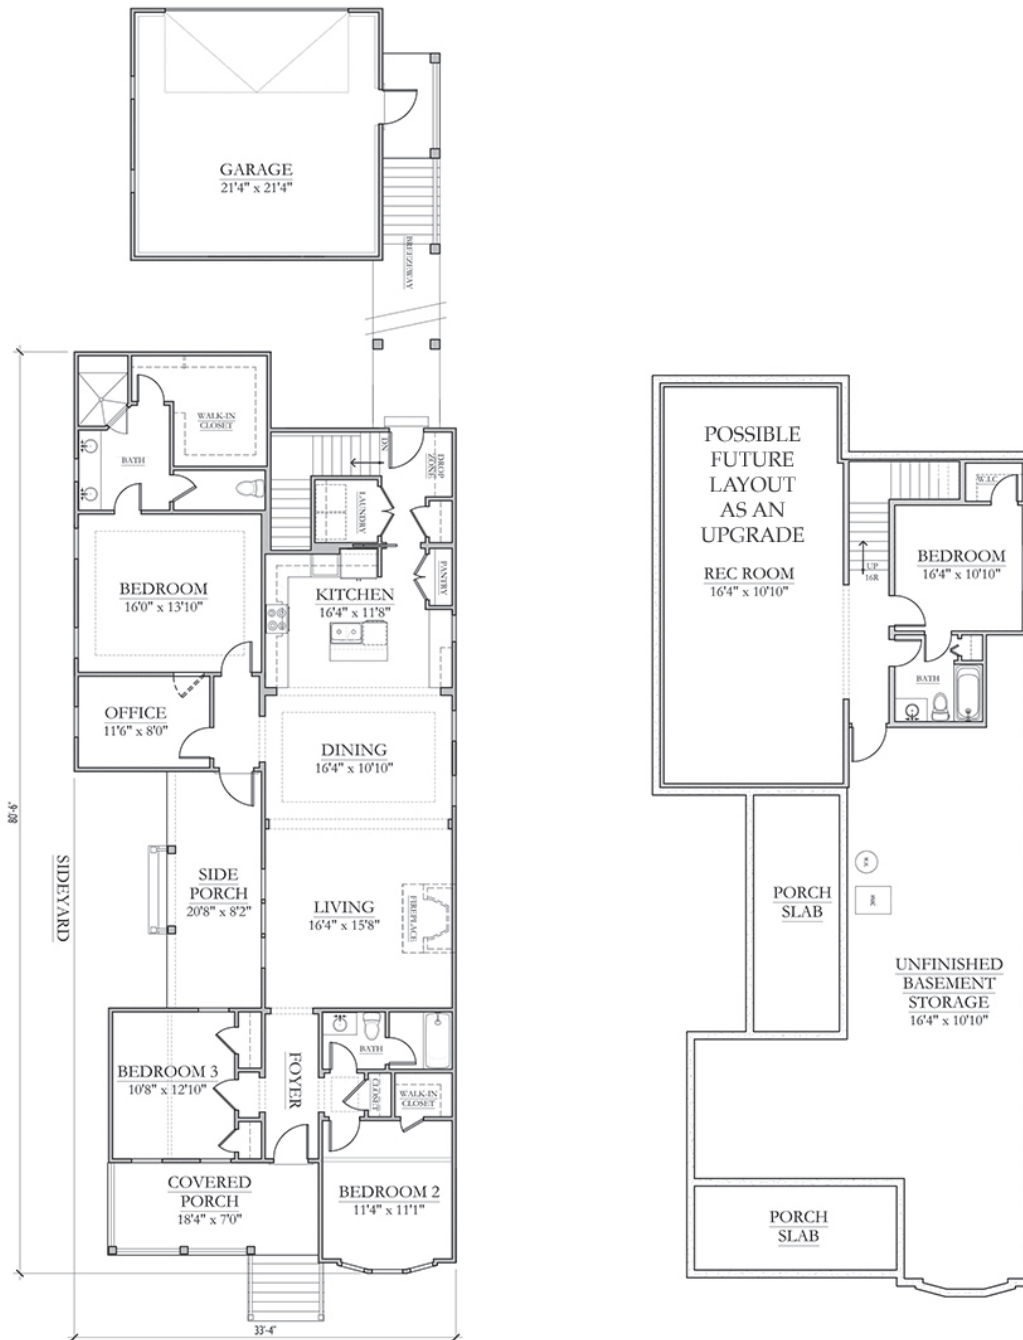 GARAGE
21'4" x 21'4"
BREEZEWAY
WALK-IN
CLOSET
BATH
DN
DROP
ZONE
LAUNDRY
PANTRY
BEDROOM
16'0" x 13'10"
KITCHEN
16'4" x 11'8"
OFFICE
11'6" x 8'0"
DINING
16'4" x 10'10"
80'-6"
SIDEYARD
SIDE
PORCH
20'8" x 8'2"
LIVING
16'4" x 15'8"
FIREPLACE
BEDROOM 3
10'8" x 12'10"
FOYER
BATH
CLOSET
WALK-IN
CLOSET
COVERED
PORCH
18'4" x 7'0"
BEDROOM 2
11'4" x 11'1"
33'-4"
POSSIBLE
FUTURE
LAYOUT
AS AN
UPGRADE
REC ROOM
16'4" x 10'10"
W.I.C
BEDROOM
16'4" x 10'10"
UP
16R
BATH
PORCH
SLAB
UNFINISHED
BASEMENT
STORAGE
16'4" x 10'10"
PORCH
SLAB